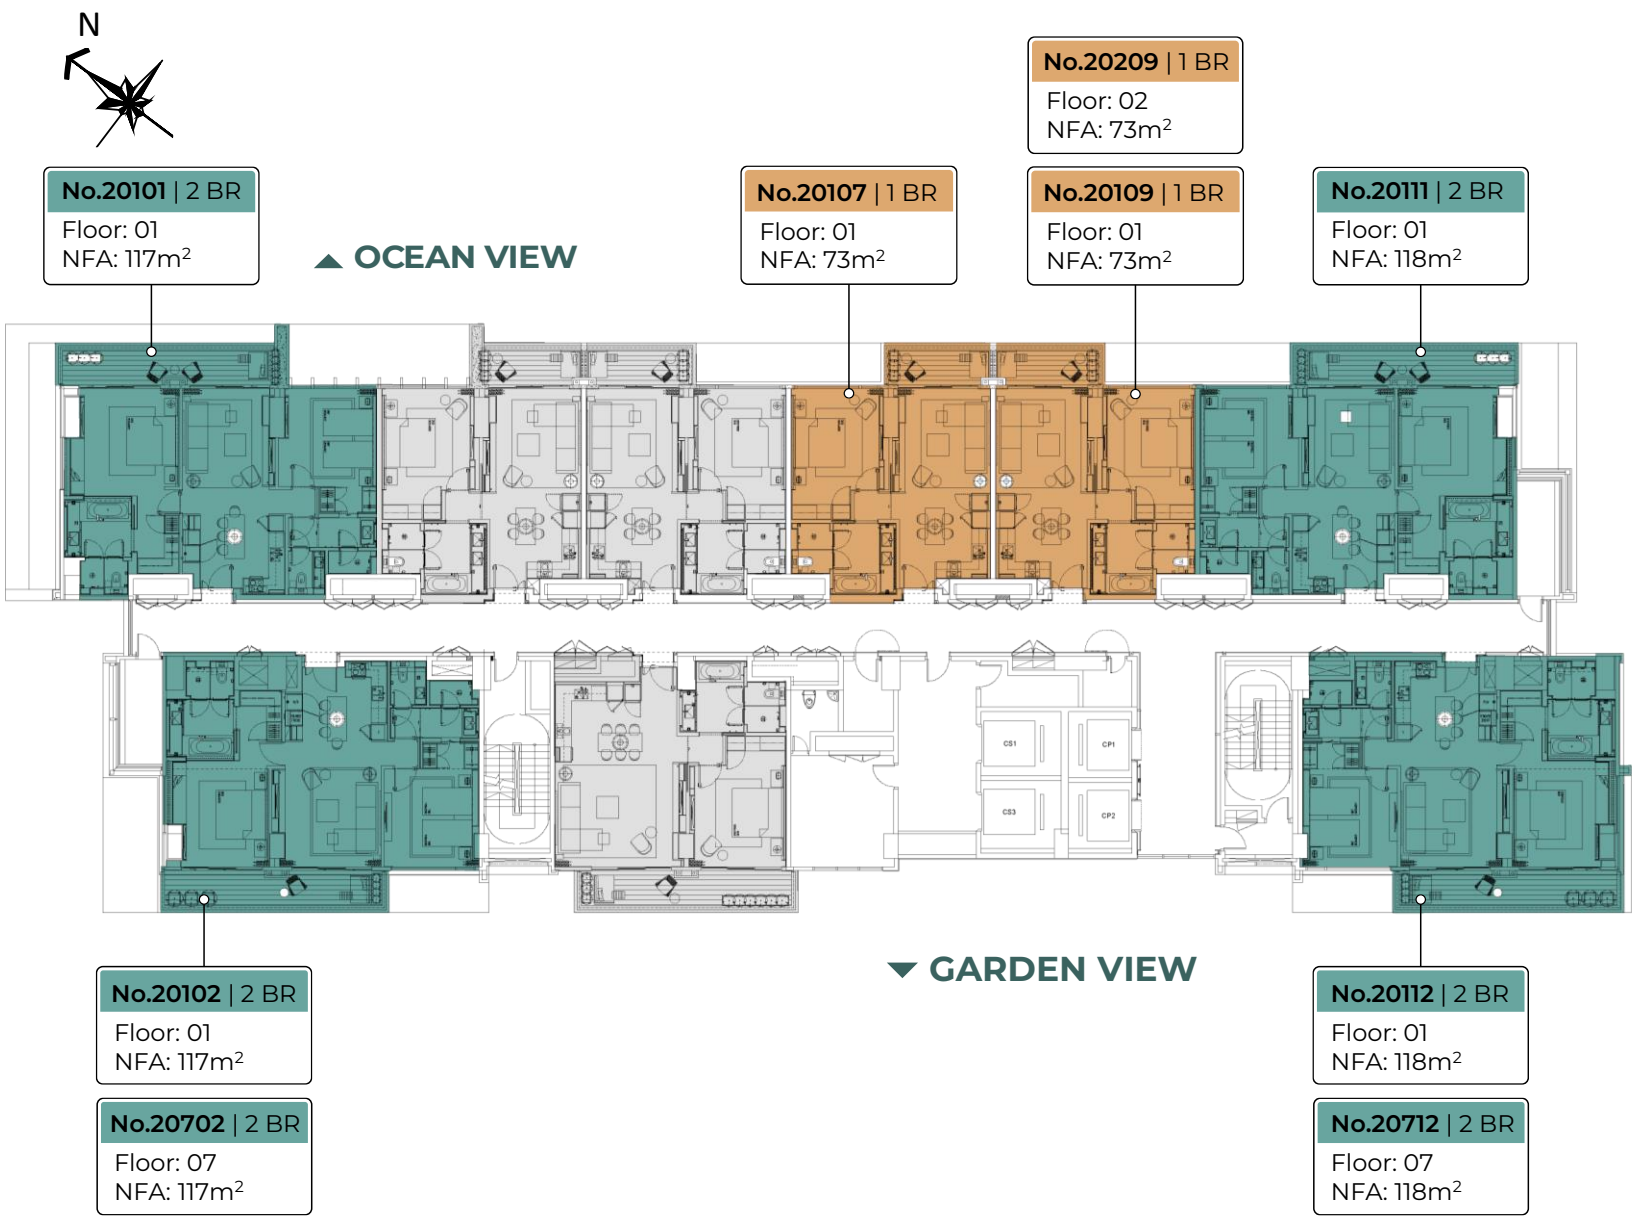 N
No.20209 | 1 BR
Floor: 02
NFA: 73m²
No.20101 | 2 BR
Floor: 01
NFA: 117m²
▲ OCEAN VIEW
No.20107 | 1 BR
Floor: 01
NFA: 73m²
No.20109 | 1 BR
Floor: 01
NFA: 73m²
No.20111 | 2 BR
Floor: 01
NFA: 118m²
CS1
CP1
CS3
CP2
▼ GARDEN VIEW
No.20102 | 2 BR
Floor: 01
NFA: 117m²
No.20112 | 2 BR
Floor: 01
NFA: 118m²
No.20702 | 2 BR
Floor: 07
NFA: 117m²
No.20712 | 2 BR
Floor: 07
NFA: 118m²